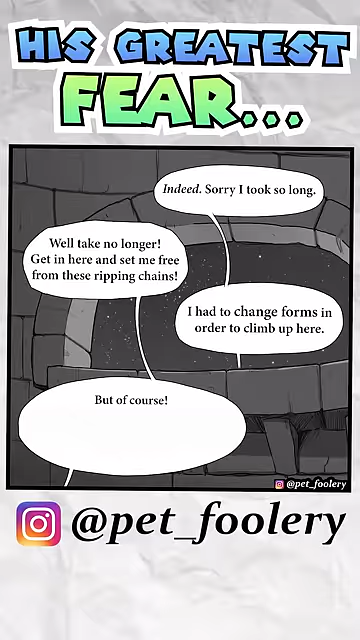 HIS GREATEST
FEAR...
Indeed. Sorry I took so long.
Well take no longer!
Get in here and set me free
from these ripping chains!
I had to change forms in
order to climb up here.
But of course!
@pet_foolery
@pet_foolery